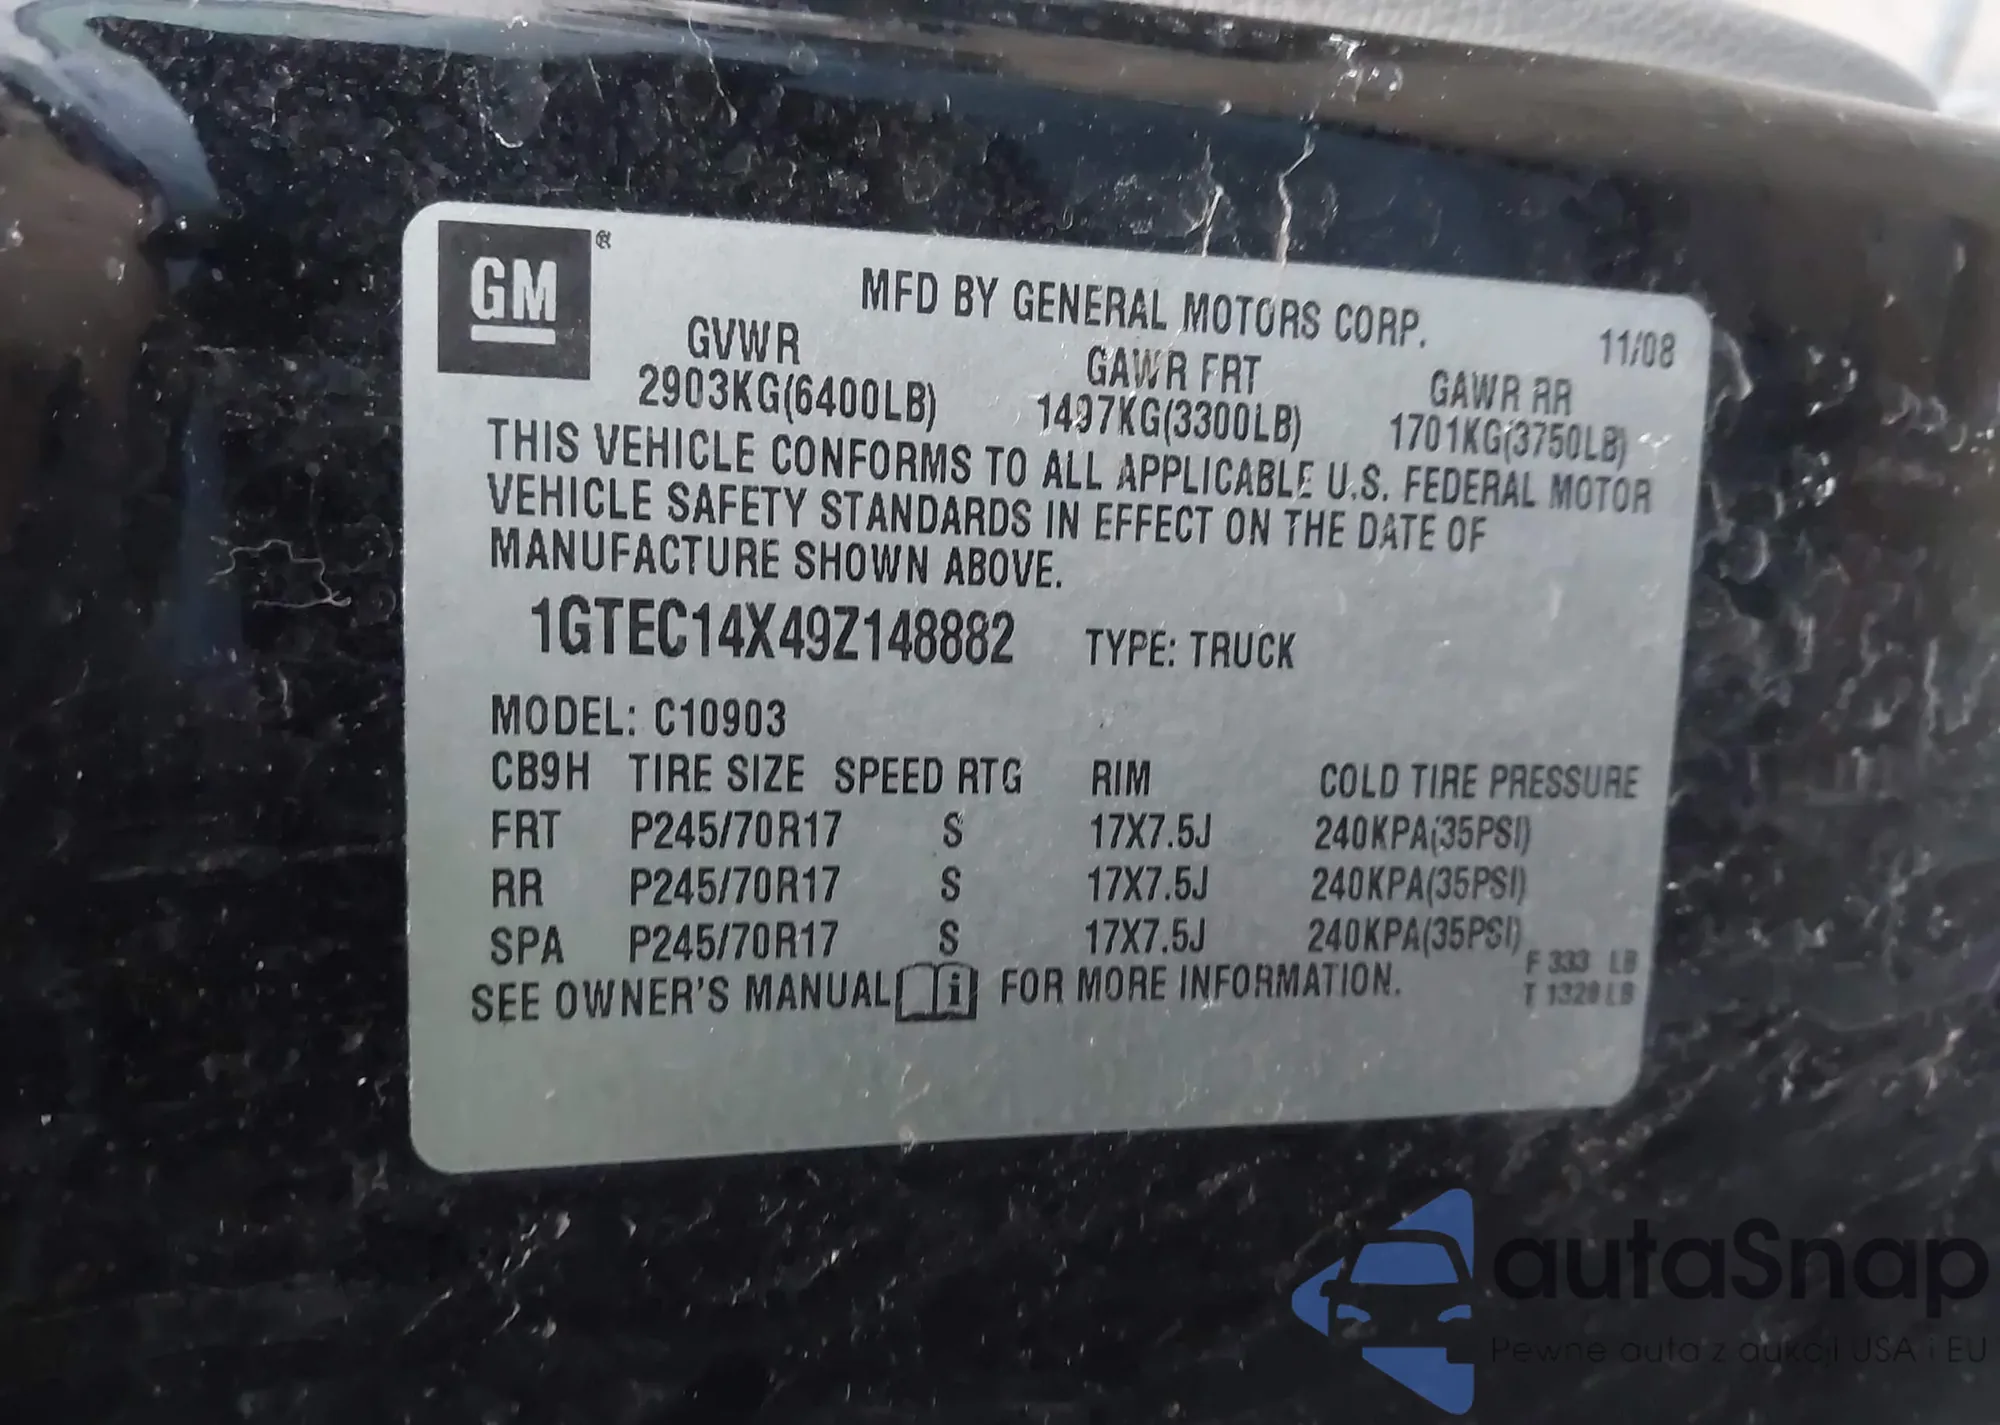 GM®
MFD BY GENERAL MOTORS CORP.
11/08
GVWR GAWR FRT GAWR RR
2903KG(6400LB) 1497KG(3300LB) 1701KG(3750LB)
THIS VEHICLE CONFORMS TO ALL APPLICABLE U.S. FEDERAL MOTOR
VEHICLE SAFETY STANDARDS IN EFFECT ON THE DATE OF
MANUFACTURE SHOWN ABOVE.
1GTEC14X49Z148882 TYPE: TRUCK
MODEL: C10903
CB9H TIRE SIZE SPEED RTG RIM COLD TIRE PRESSURE
FRT P245/70R17 S 17X7.5J 240KPA(35PSI)
RR P245/70R17 S 17X7.5J 240KPA(35PSI)
SPA P245/70R17 S 17X7.5J 240KPA(35PSI)
F 333 LB
T 1328 LB
SEE OWNER'S MANUAL i FOR MORE INFORMATION.
autaSnap
Pewne auta z aukcji USA i EU